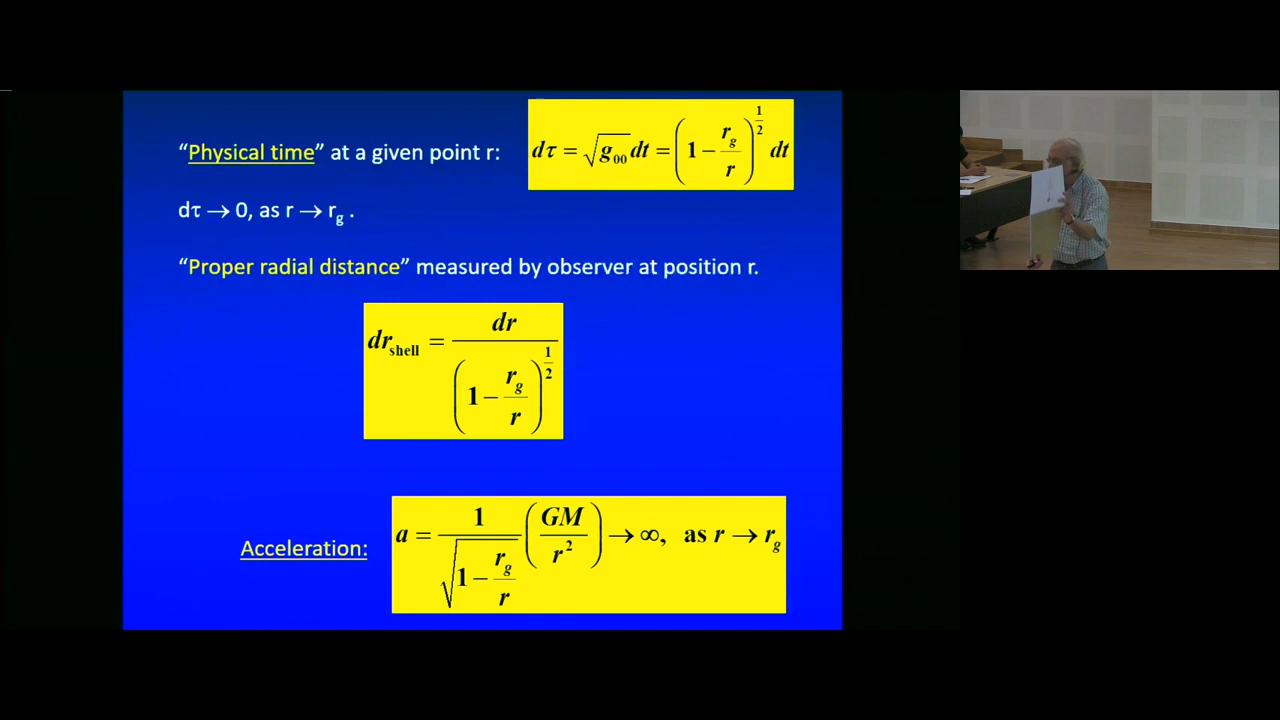 “Physical time” at a given point r: dτ = √g₀₀ dt = (1 − r_g/r)^(1/2) dt
dτ → 0, as r → r_g .
“Proper radial distance” measured by observer at position r.
dr_shell = dr / (1 − r_g/r)^(1/2)
Acceleration: a = 1/√(1 − r_g/r) (GM/r²) → ∞, as r → r_g